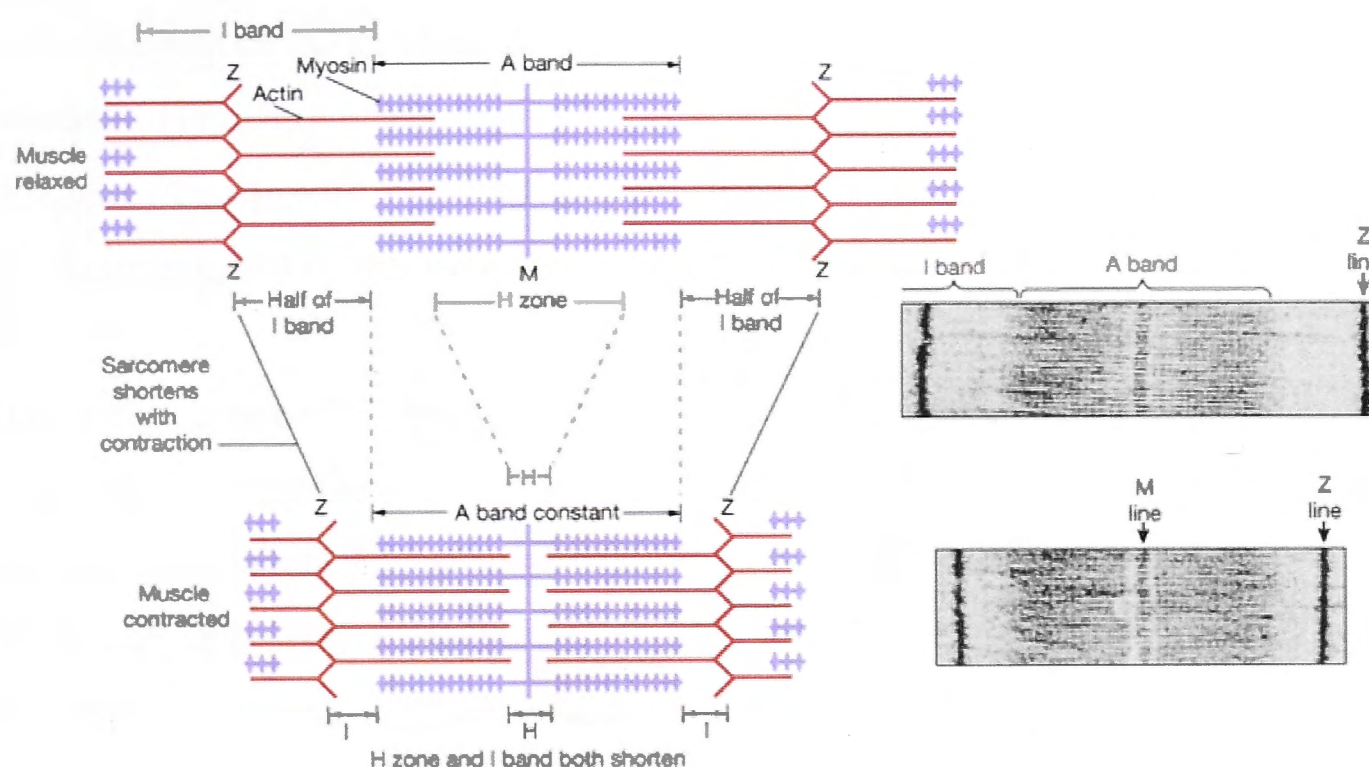 I band
Z
Myosin
A band
Z
Actin
Muscle
relaxed
Z
M
Z
Half of
I band
H zone
Half of
I band
Sarcomere
shortens
with
contraction
H
Z
A band constant
Z
Muscle
contracted
I
H
I
H zone and I band both shorten
I band
A band
Z
lin
M
line
Z
line